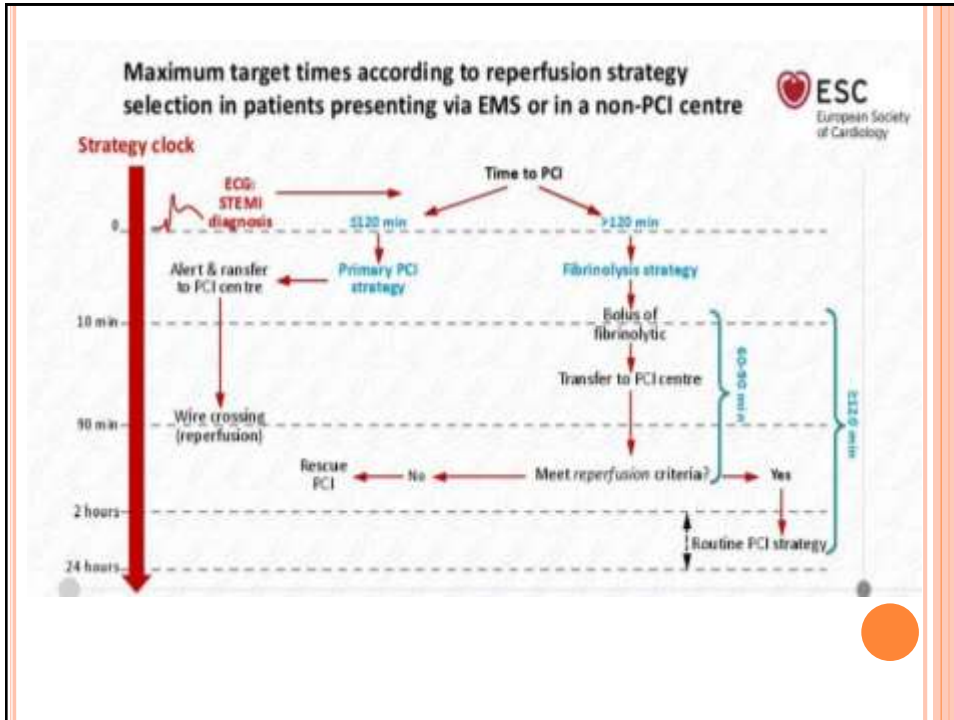 Maximum target times according to reperfusion strategy
selection in patients presenting via EMS or in a non-PCI centre
ESC
European Society
of Cardiology
Strategy clock
Time to PCI
ECG:
STEMI
diagnosis
0
≤120 min
>120 min
Alert & ransfer
to PCI centre
Primary PCI
strategy
Fibrinolysis strategy
10 min
Bolus of
fibrinolytic
60-90 min
Transfer to PCI centre
90 min
Wire crossing
(reperfusion)
Rescue
PCI
No
Meet reperfusion criteria?
Yes
2 hours
Routine PCI strategy
24 hours